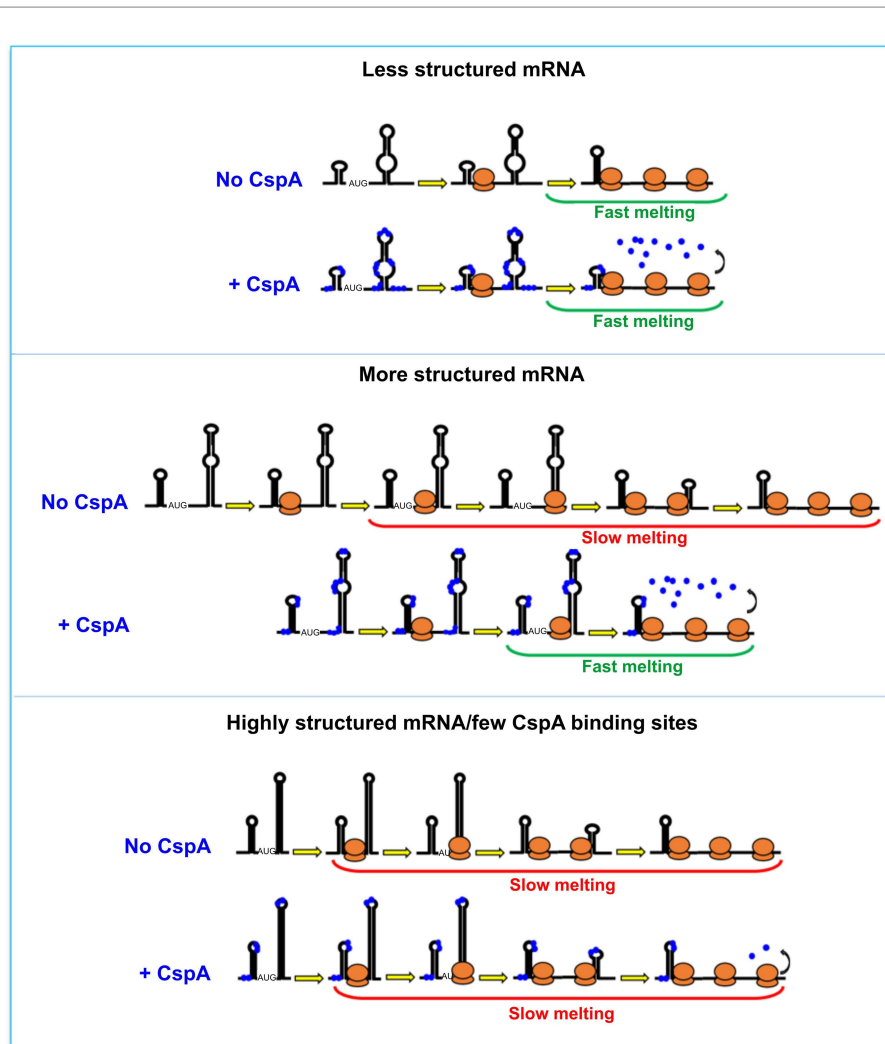 Less structured mRNA
No CspA
AUG
Fast melting
+ CspA
AUG
Fast melting
More structured mRNA
No CspA
AUG
AUG
AUG
Slow melting
+ CspA
AUG
AUG
Fast melting
Highly structured mRNA/few CspA binding sites
No CspA
AUG
AU
Slow melting
+ CspA
AUG
AU
Slow melting